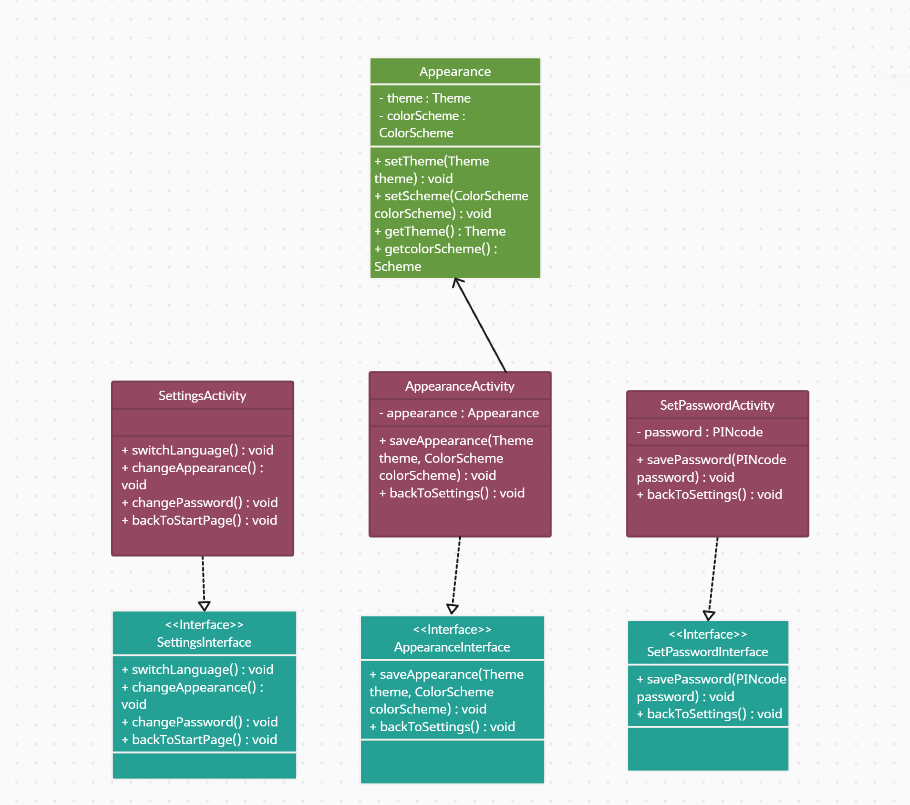 Appearance
- theme : Theme
- colorScheme :
ColorScheme
+ setTheme(Theme
theme) : void
+ setScheme(ColorScheme
colorScheme) : void
+ getTheme() : Theme
+ getcolorScheme() :
Scheme
SettingsActivity
+ switchLanguage() : void
+ changeAppearance() :
void
+ changePassword() : void
+ backToStartPage() : void
AppearanceActivity
- appearance : Appearance
+ saveAppearance(Theme
theme, ColorScheme
colorScheme) : void
+ backToSettings() : void
SetPasswordActivity
- password : PINcode
+ savePassword(PINcode
password) : void
+ backToSettings() : void
<<Interface>>
SettingsInterface
+ switchLanguage() : void
+ changeAppearance() :
void
+ changePassword() : void
+ backToStartPage() : void
<<Interface>>
AppearanceInterface
+ saveAppearance(Theme
theme, ColorScheme
colorScheme) : void
+ backToSettings() : void
<<Interface>>
SetPasswordInterface
+ savePassword(PINcode
password) : void
+ backToSettings() : void